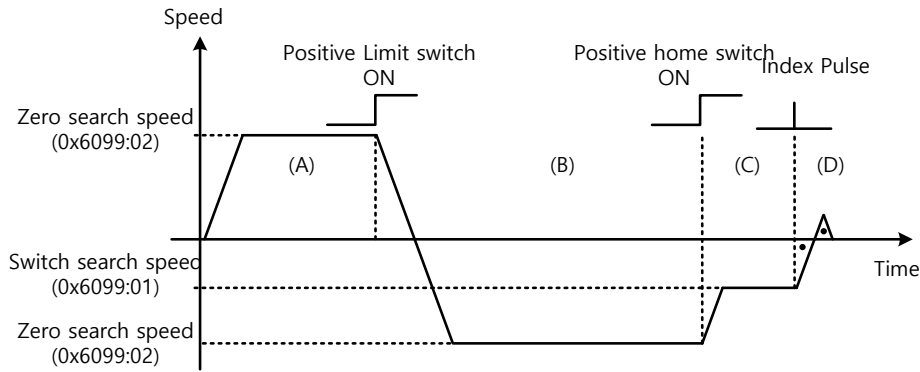 Speed
Positive Limit switch
ON
Positive home switch
ON
Index Pulse
Zero search speed
(0x6099:02)
(A)
(B)
(C)
(D)
Switch search speed
(0x6099:01)
Time
Zero search speed
(0x6099:02)